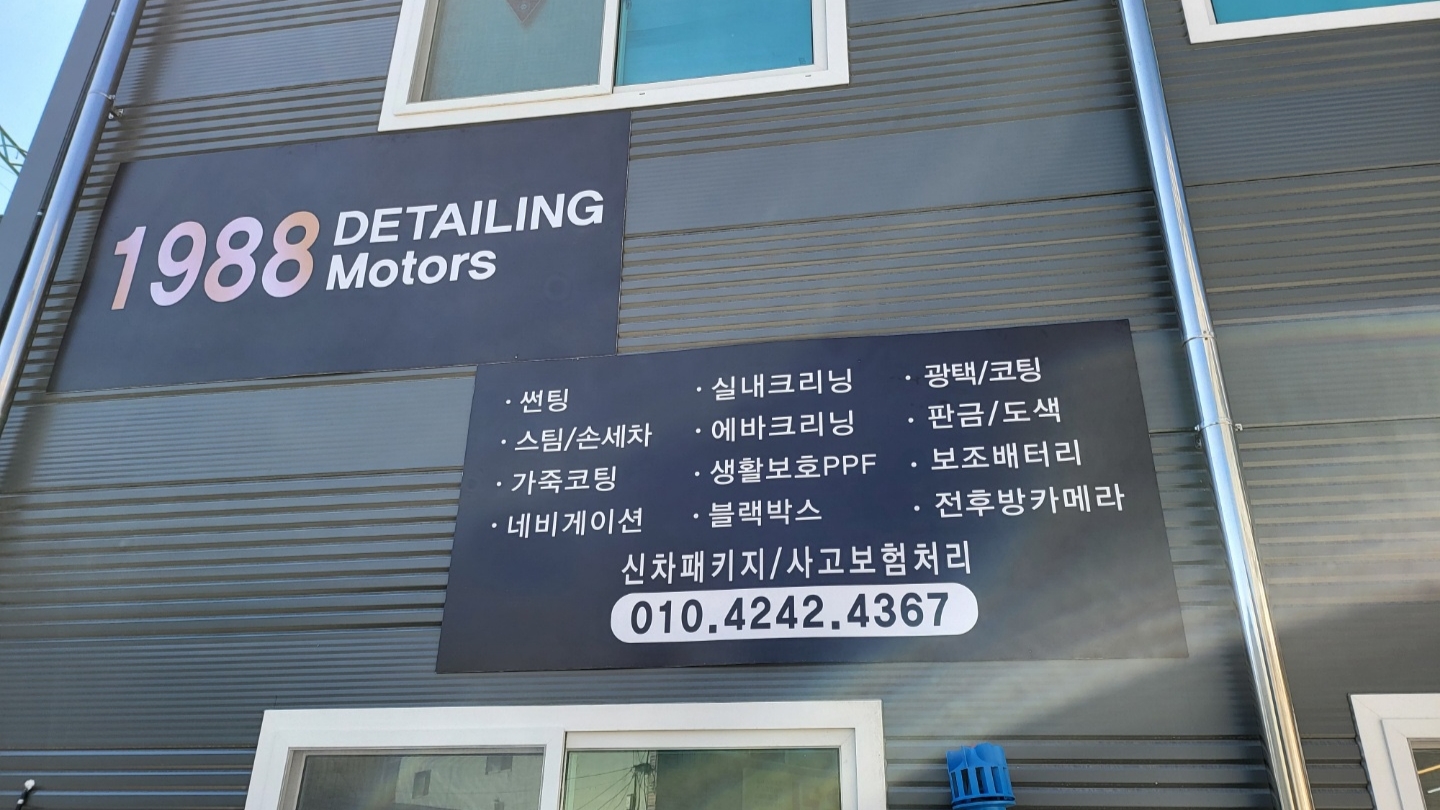 1988 DETAILING
Motors
· 썬팅
· 스팀/손세차
· 가죽코팅
· 네비게이션
· 실내크리닝
· 에바크리닝
· 생활보호PPF
· 블랙박스
· 광택/코팅
· 판금/도색
· 보조배터리
· 전후방카메라
신차패키지/사고보험처리
010.4242.4367